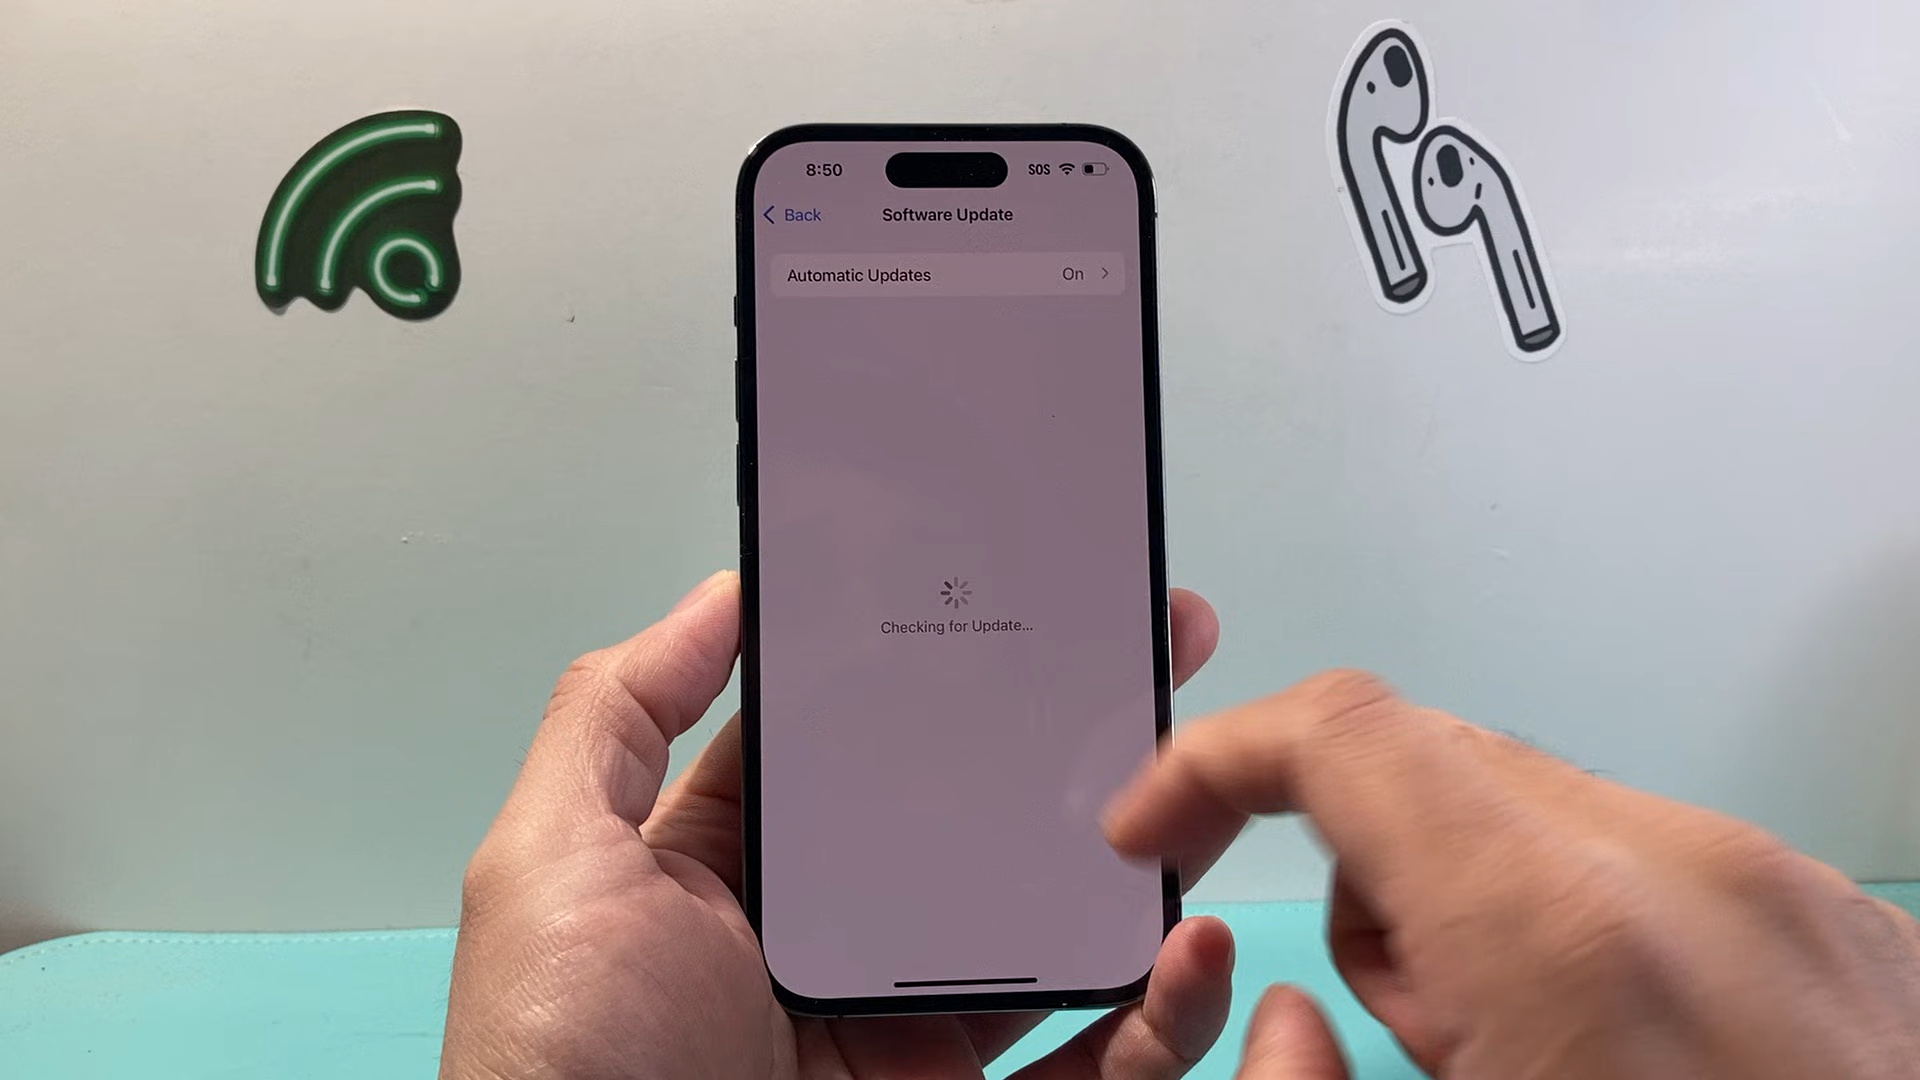 8:50 SOS
Back Software Update
Automatic Updates On
Checking for Update...